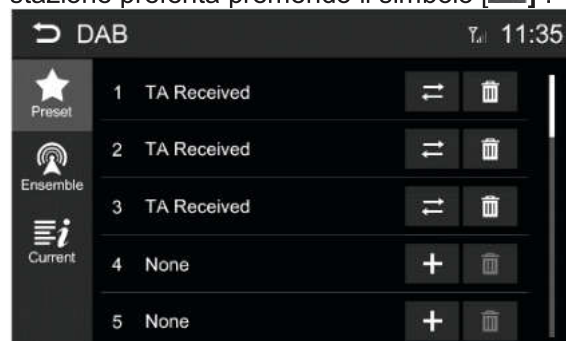 stazione preferita premendo il simbolo [ ] .
DAB 11:35
Preset
1 TA Received
2 TA Received
Ensemble
3 TA Received
Current
4 None
5 None